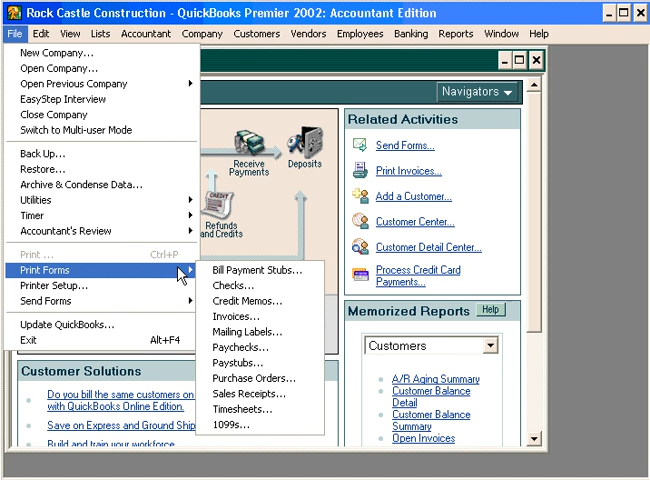 Rock Castle Construction - QuickBooks Premier 2002: Accountant Edition
File Edit View Lists Accountant Company Customers Vendors Employees Banking Reports Window Help
New Company...
Open Company...
Open Previous Company
EasyStep Interview
Close Company
Switch to Multi-user Mode
Back Up...
Restore...
Archive & Condense Data...
Utilities
Timer
Accountant's Review
Print ... Ctrl+P
Print Forms
Printer Setup...
Send Forms
Update QuickBooks...
Exit Alt+F4
Bill Payment Stubs...
Checks...
Credit Memos...
Invoices...
Mailing Labels...
Paychecks...
Paystubs...
Purchase Orders...
Sales Receipts...
Timesheets...
1099s...
Navigators
Receive
Payments
Deposits
CREDIT
Refunds
and Credits
Related Activities
Send Forms...
Print Invoices...
Add a Customer...
Customer Center...
Customer Detail Center...
Process Credit Card
Payments...
Memorized Reports Help
Customers
A/R Aging Summary
Customer Balance
Detail
Customer Balance
Summary
Open Invoices
Customer Solutions
Do you bill the same customers on
with QuickBooks Online Edition.
Save on Express and Ground Ship
Build and train your workforce